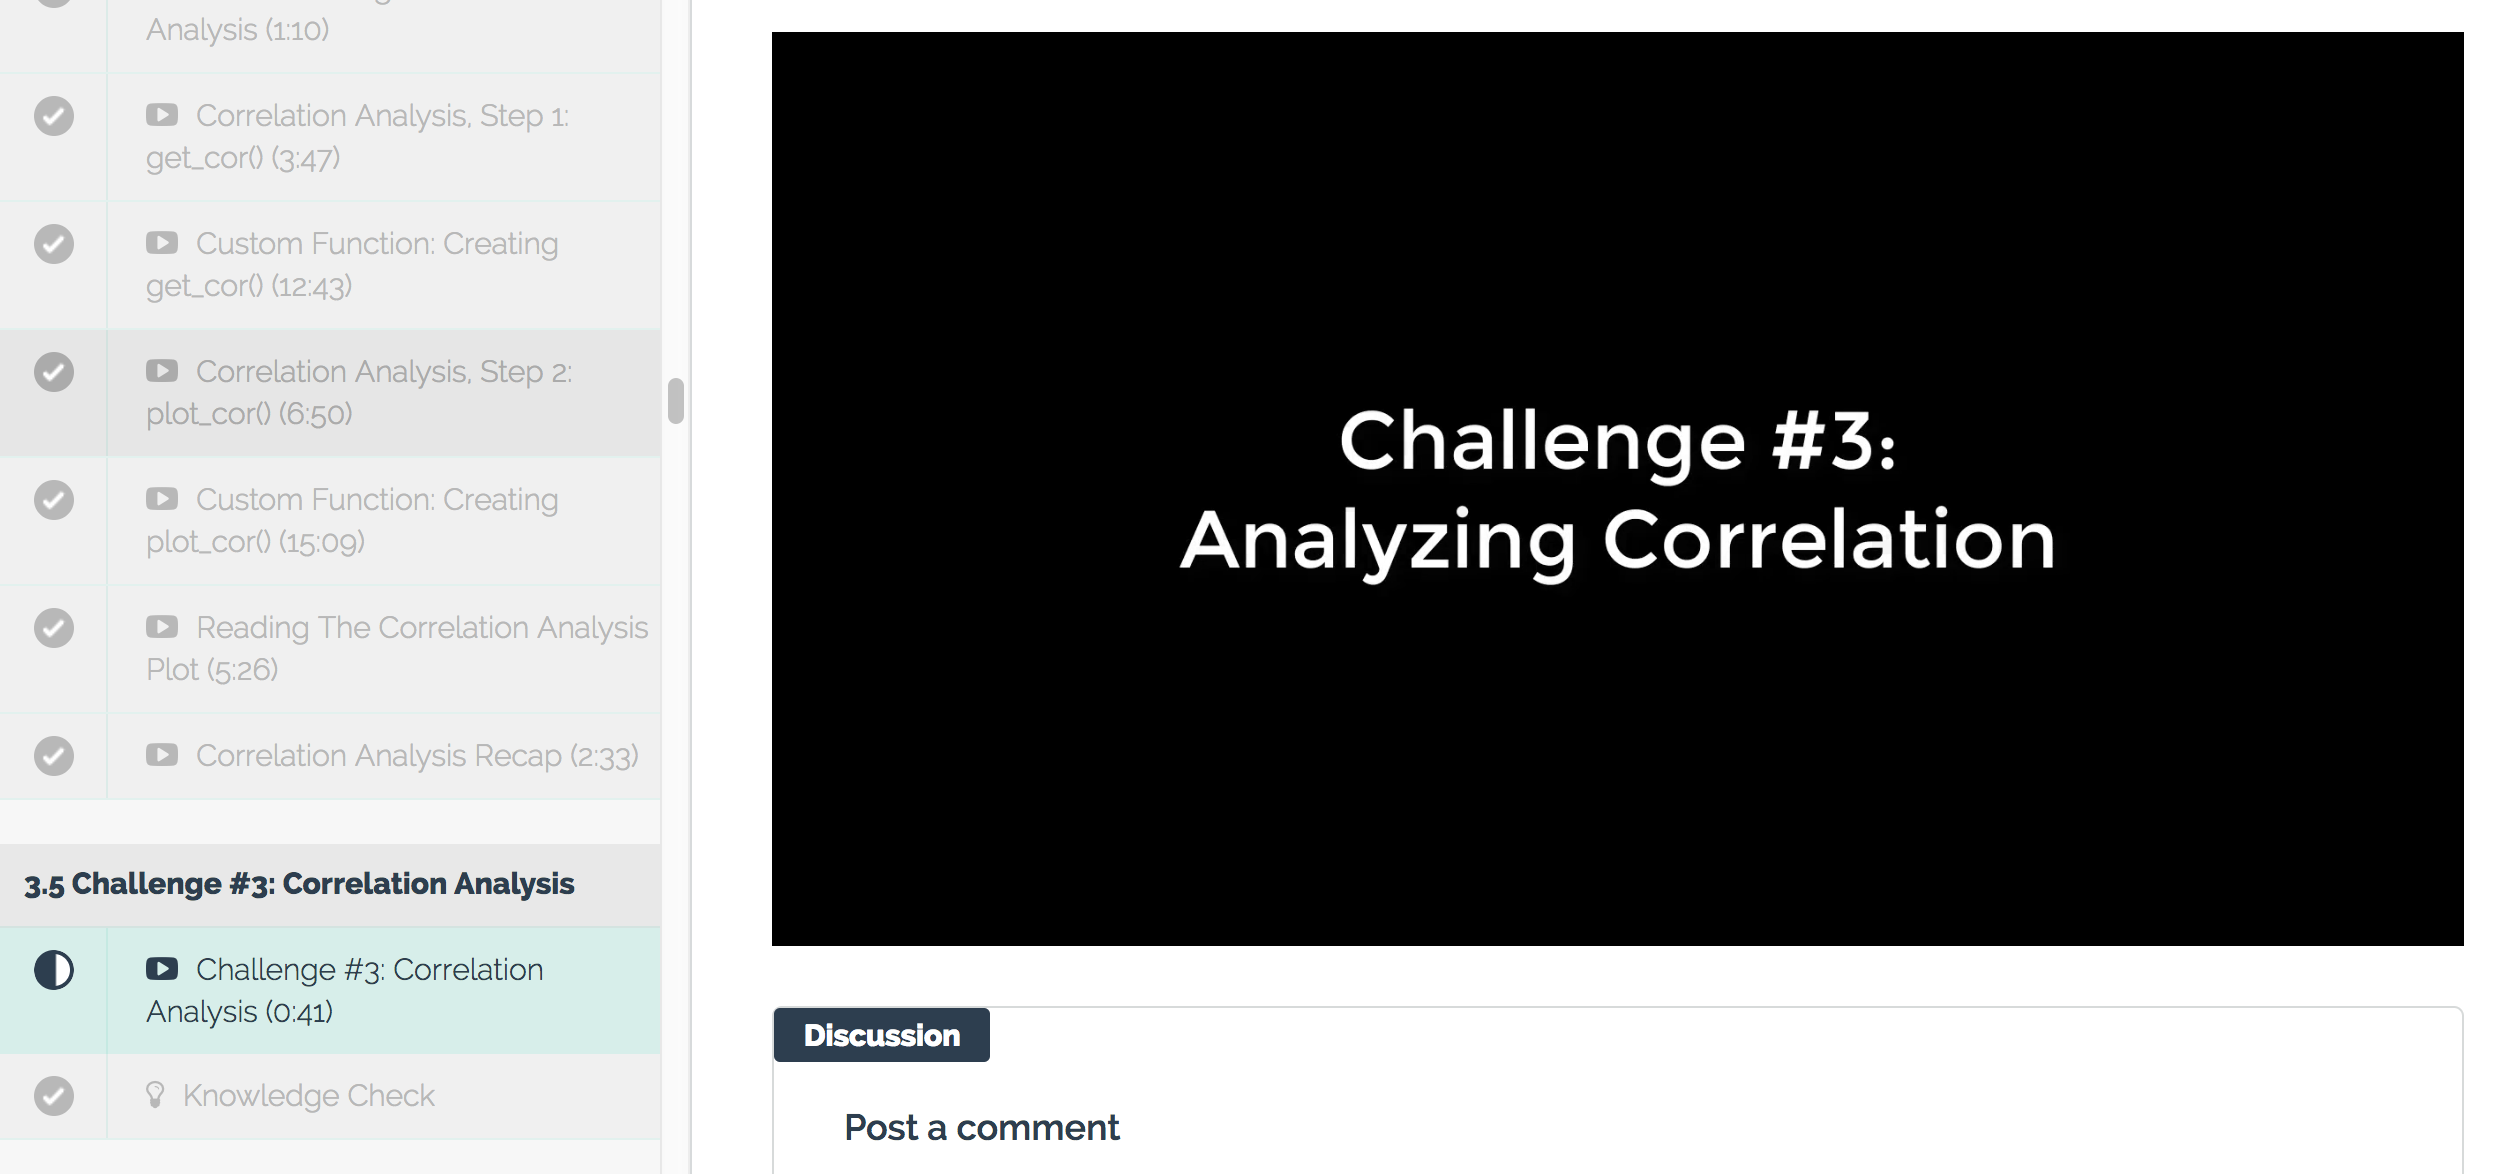 Analysis (1:10)
Correlation Analysis, Step 1:
get_cor() (3:47)
Custom Function: Creating
get_cor() (12:43)
Correlation Analysis, Step 2:
plot_cor() (6:50)
Custom Function: Creating
plot_cor() (15:09)
Reading The Correlation Analysis
Plot (5:26)
Correlation Analysis Recap (2:33)
3.5 Challenge #3: Correlation Analysis
Challenge #3: Correlation
Analysis (0:41)
Knowledge Check
Challenge #3:
Analyzing Correlation
Discussion
Post a comment